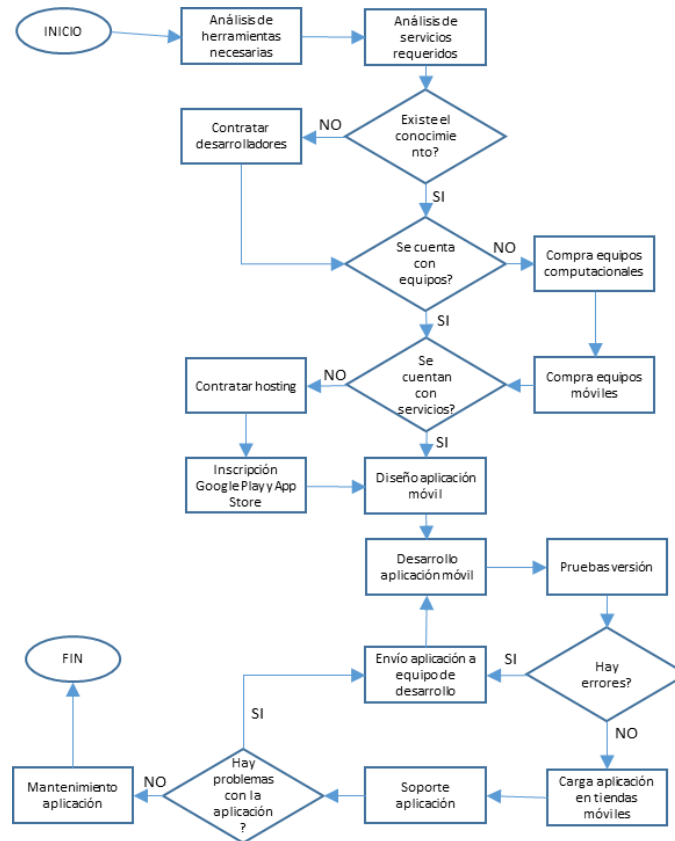 INICIO
Análisis de
herramientas
necesarias
Análisis de
servicios
requeridos
Existe el
conocimie
nto?
NO
Contratar
desarrolladores
SI
Se cuenta
con
equipos?
NO
Compra equipos
computacionales
SI
Compra equipos
móviles
Se
cuentan con
servicios?
NO
Contratar hosting
SI
Inscripción
Google Play y App
Store
Diseño aplicación
móvil
Desarrollo
aplicación móvil
Pruebas versión
Hay
errores?
SI
Envío aplicación a
equipo de
desarrollo
NO
Carga aplicación
en tiendas
móviles
Soporte
aplicación
Hay
problemas
con la
aplicación
?
SI
NO
Mantenimiento
aplicación
FIN